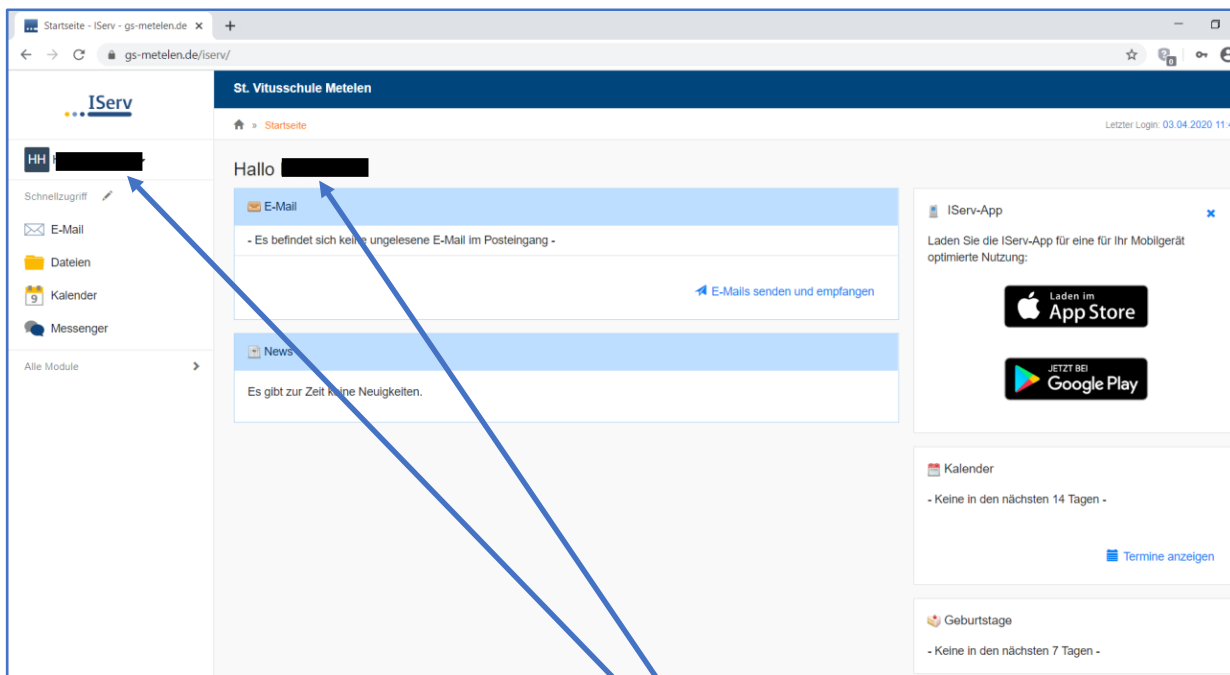 Startseite - IServ - gs-metelen.de
gs-metelen.de/iserv/
0
IServ
St. Vitusschule Metelen
» Startseite
Letzter Login: 03.04.2020 11:4
HH H
Hallo
Schnellzugriff
E-Mail
Dateien
9 Kalender
Messenger
Alle Module
E-Mail
- Es befindet sich keine ungelesene E-Mail im Posteingang -
E-Mails senden und empfangen
News
Es gibt zur Zeit keine Neuigkeiten.
IServ-App
Laden Sie die IServ-App für eine für Ihr Mobilgerät
optimierte Nutzung:
Laden im
App Store
JETZT BEI
Google Play
Kalender
- Keine in den nächsten 14 Tagen -
Termine anzeigen
Geburtstage
- Keine in den nächsten 7 Tagen -